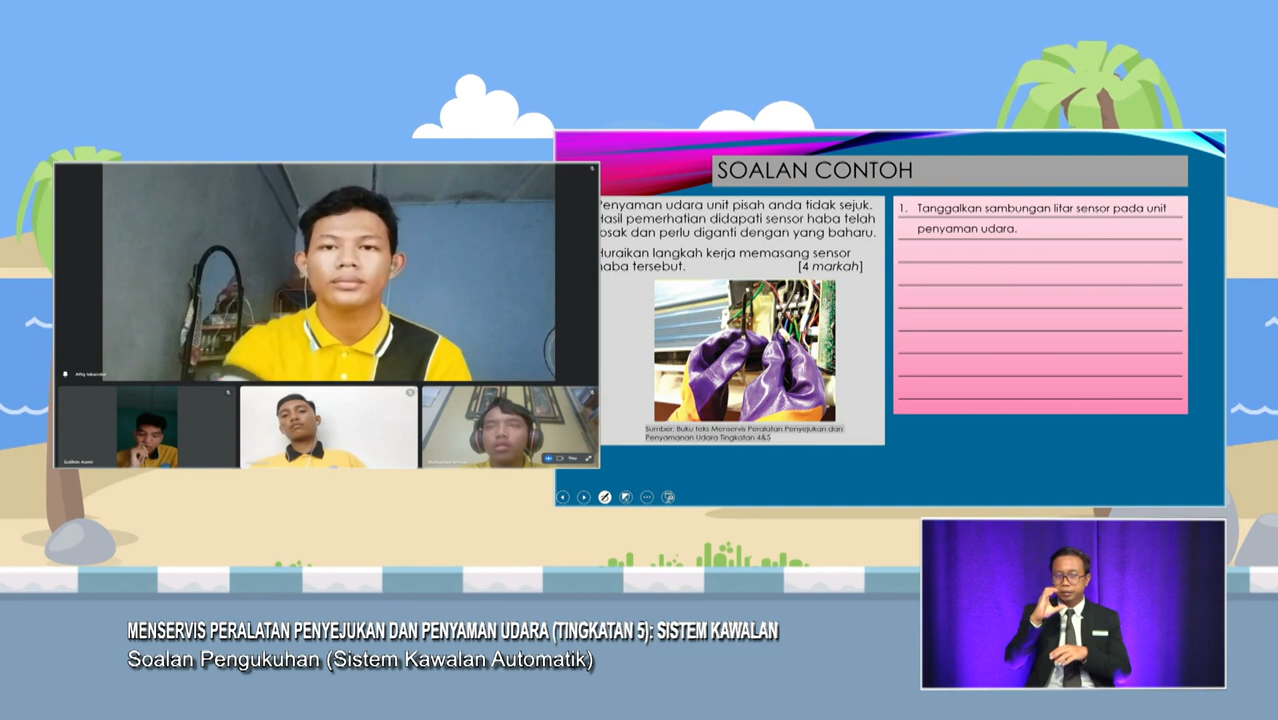 SOALAN CONTOH
Penyaman udara unit pisah anda tidak sejuk.
Hasil pemerhatian didapati sensor haba telah
rosak dan perlu diganti dengan yang baharu.
Huraikan langkah kerja memasang sensor
haba tersebut. [4 markah]
Sumber: Buku teks Menservis Peralatan Penyejukan dan
Penyamanan Udara Tingkatan 4&5
1. Tanggalkan sambungan litar sensor pada unit
penyaman udara.
Afiq Iskandar
You
MENSERVIS PERALATAN PENYEJUKAN DAN PENYAMAN UDARA (TINGKATAN 5): SISTEM KAWALAN
Soalan Pengukuhan (Sistem Kawalan Automatik)